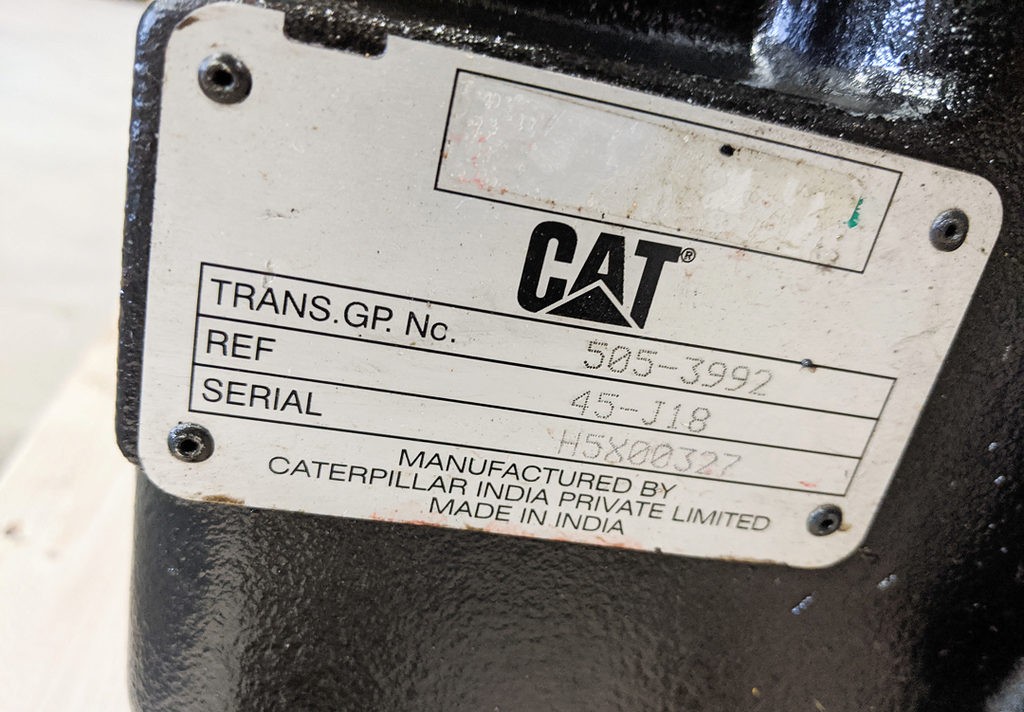 CAT®
TRANS.GP. No. 505-3992
REF 45-J18
SERIAL H5X00327
MANUFACTURED BY
CATERPILLAR INDIA PRIVATE LIMITED
MADE IN INDIA